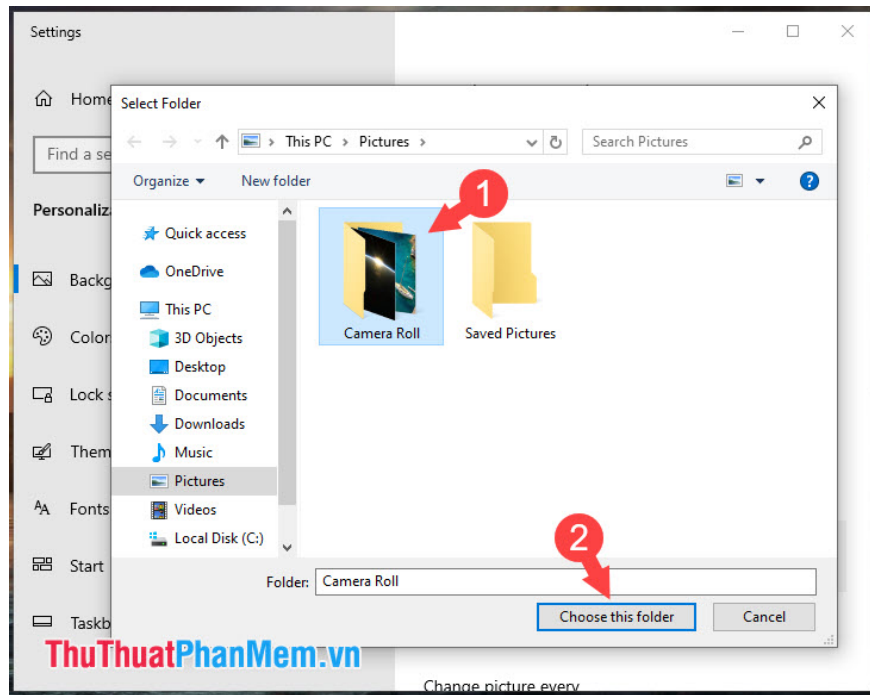 Settings
Home
Select Folder
This PC > Pictures >
Search Pictures
Find a se
Organize
New folder
?
1
Personaliz
Quick access
OneDrive
This PC
3D Objects
Desktop
Documents
Downloads
Music
Pictures
Videos
Local Disk (C:)
Camera Roll
Saved Pictures
Backg
Color
Lock s
Them
Fonts
Start
Taskb
2
Folder: Camera Roll
Choose this folder
Cancel
ThuThuatPhanMem.vn
Change picture every